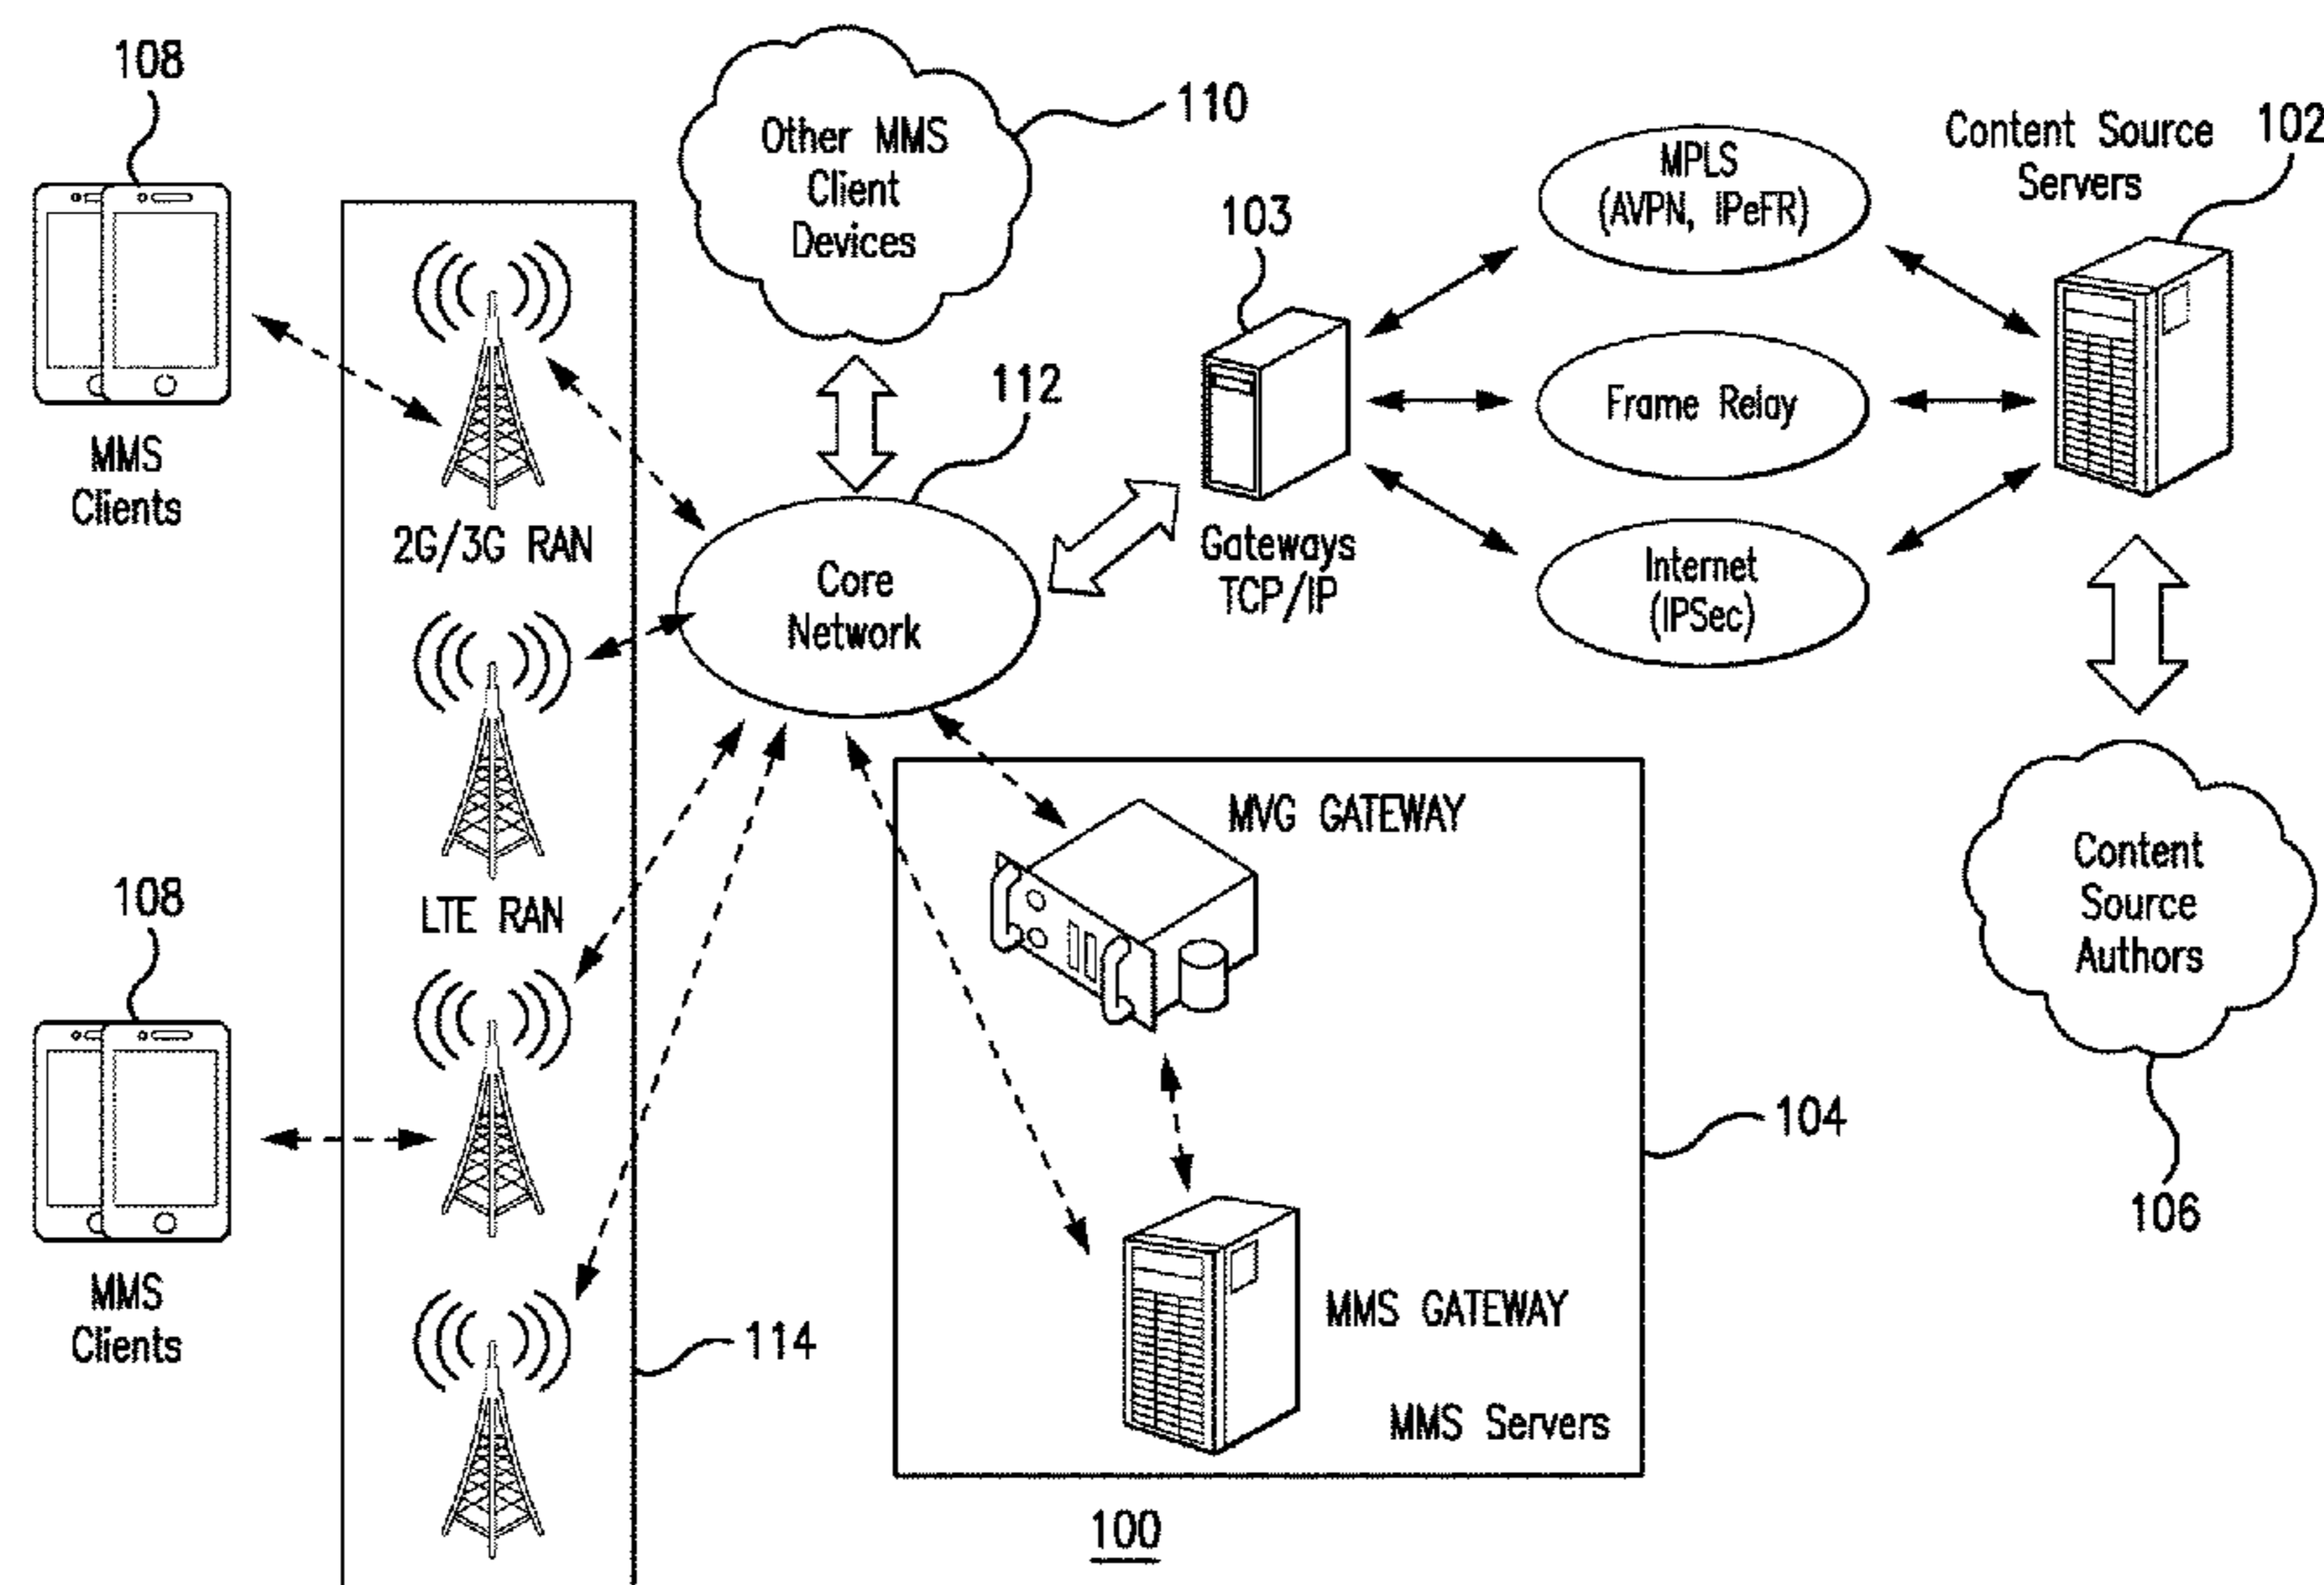 108
MMS
Clients
2G/3G RAN
LTE RAN
108
MMS
Clients
114
Other MMS
Client
Devices
110
112
Core
Network
103
Gateways
TCP/IP
MPLS
(AVPN, IPeFR)
Frame Relay
Internet
(IPSec)
Content Source
Servers
102
Content
Source
Authors
106
MVG GATEWAY
MMS GATEWAY
MMS Servers
104
100